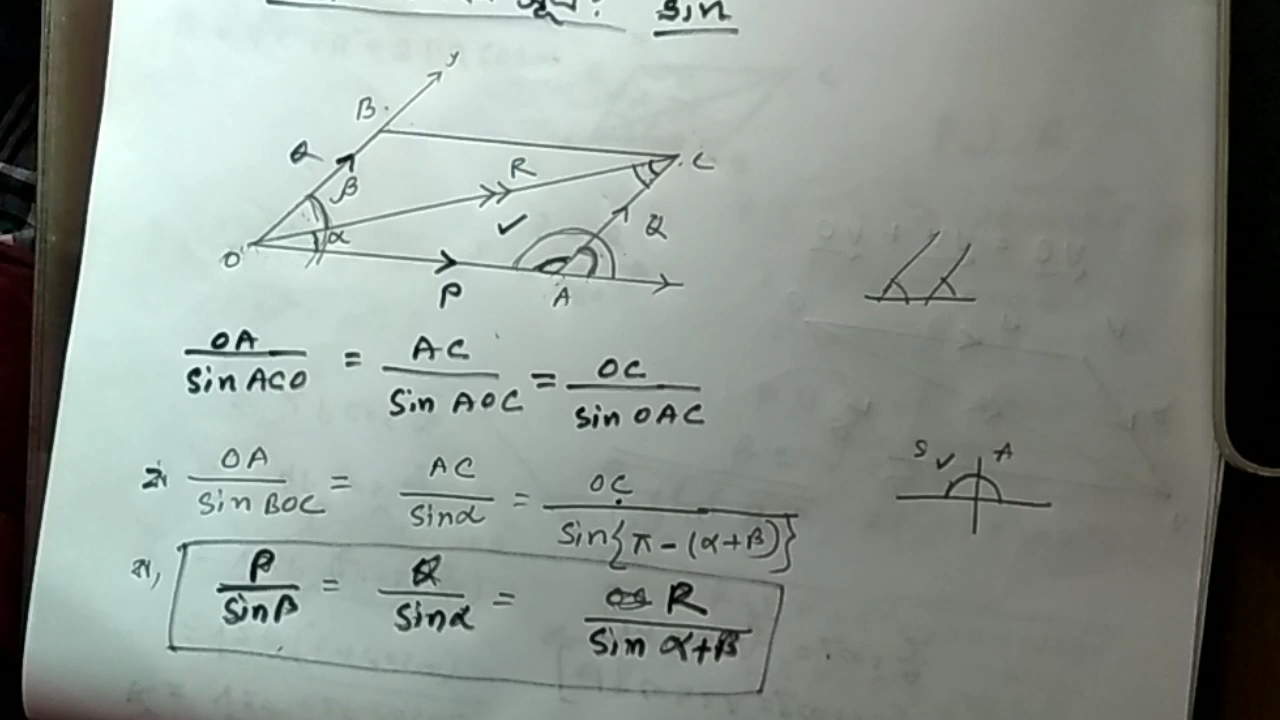 সূত্র: sin
y
B
Q
β
R
C
α
Q
O
P
A
OA/sin ACO = AC/sin AOC = OC/sin OAC
S A
বা, OA/sin BOC = AC/sinα = OC/sin{π-(α+β)}
বা, P/sinβ = Q/sinα = R/sin α+β